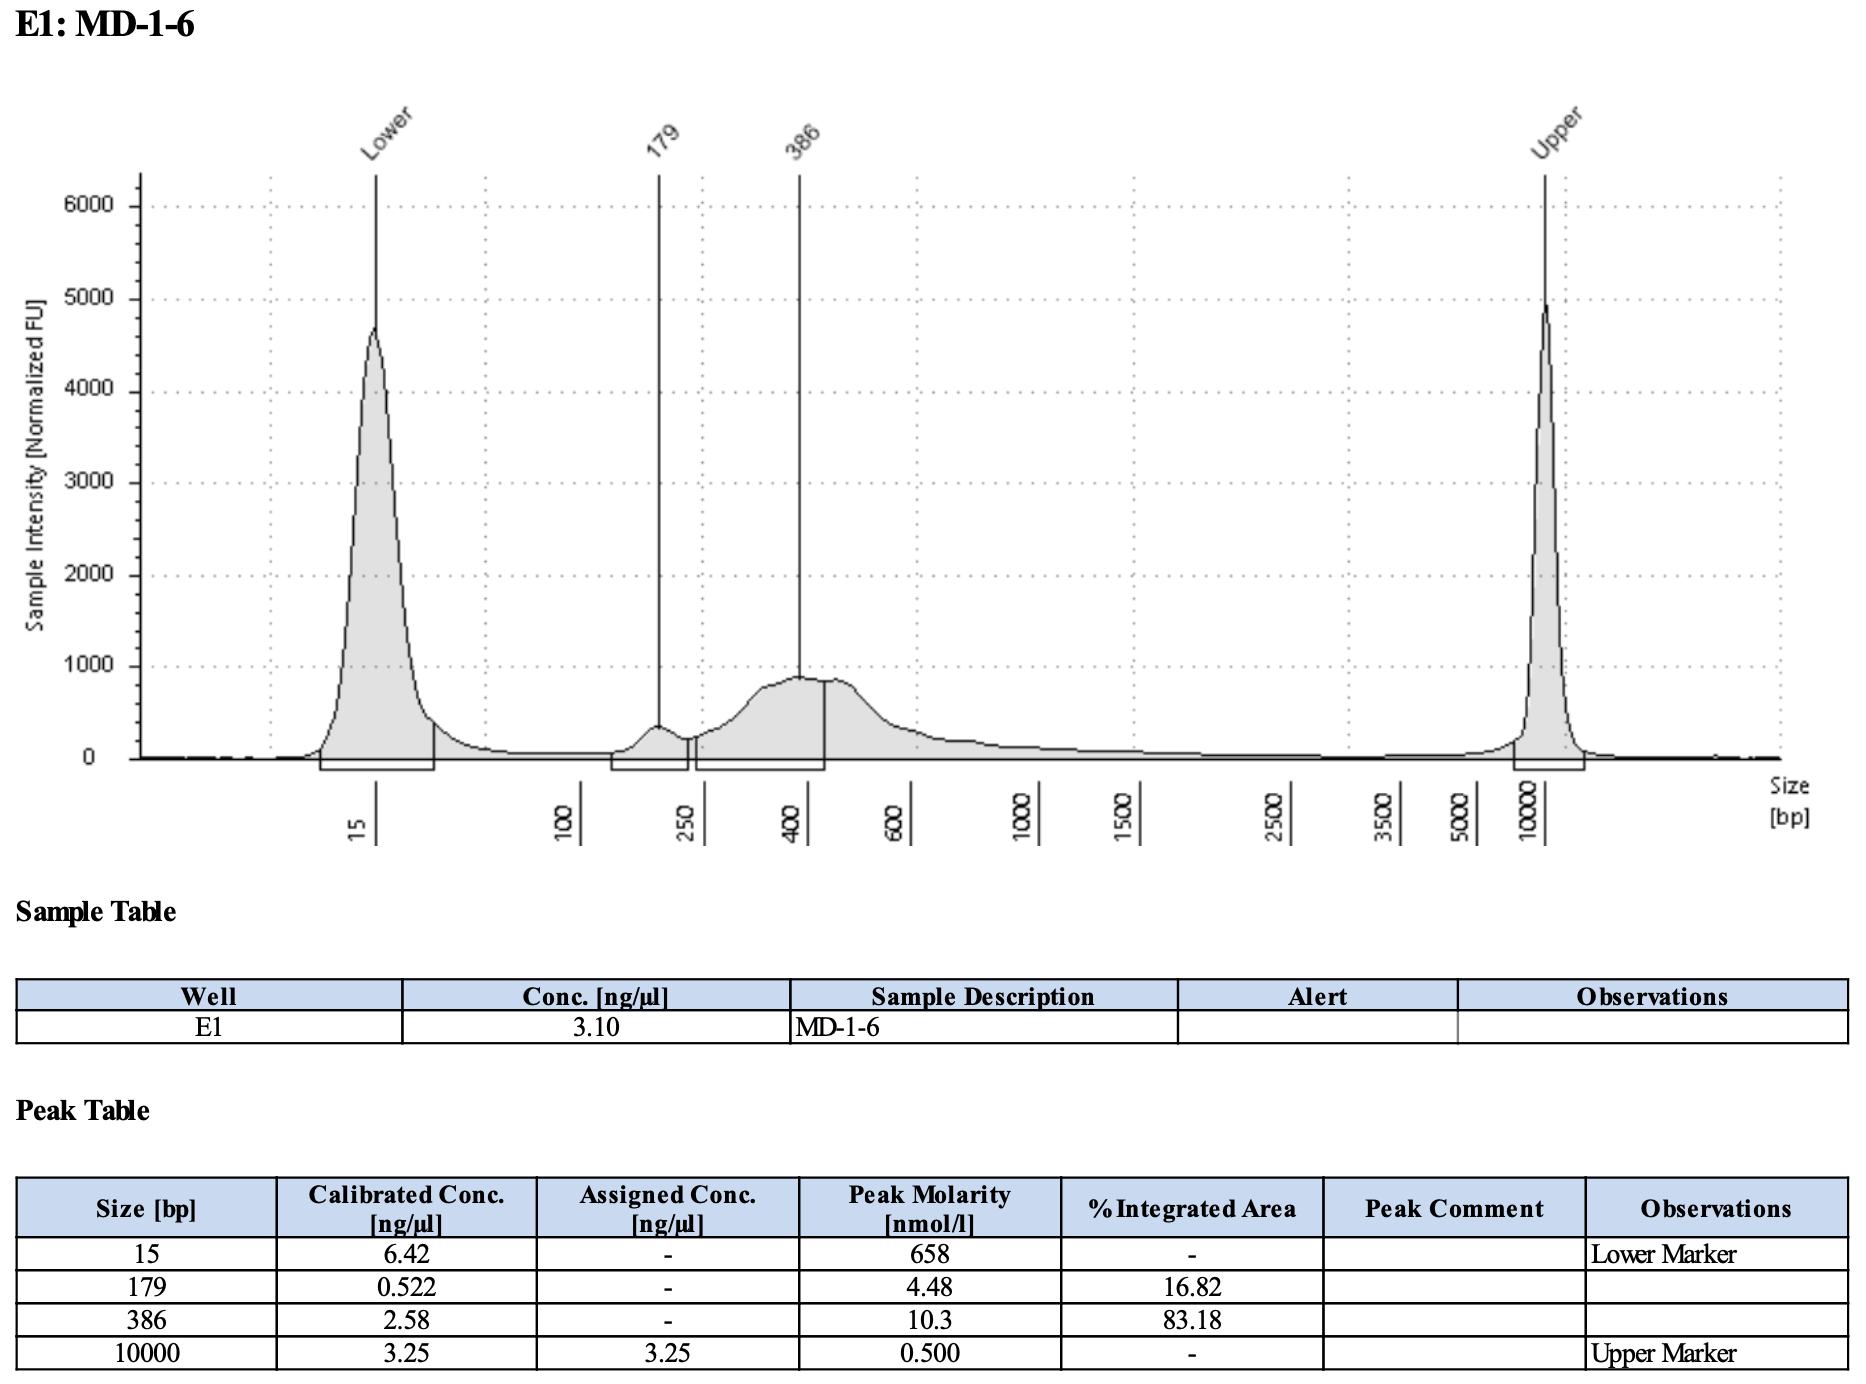 E1: MD-1-6
Lower 179 386 Upper
Sample Intensity [Normalized FU]
6000
5000
4000
3000
2000
1000
0
Size
[bp]
15 100 250 400 600 1000 1500 2500 3500 5000 10000
Sample Table
Well Conc. [ng/µl] Sample Description Alert Observations
E1 3.10 MD-1-6
Peak Table
Size [bp] Calibrated Conc. [ng/µl] Assigned Conc. [ng/µl] Peak Molarity [nmol/l] % Integrated Area Peak Comment Observations
15 6.42 - 658 - Lower Marker
179 0.522 - 4.48 16.82
386 2.58 - 10.3 83.18
10000 3.25 3.25 0.500 - Upper Marker